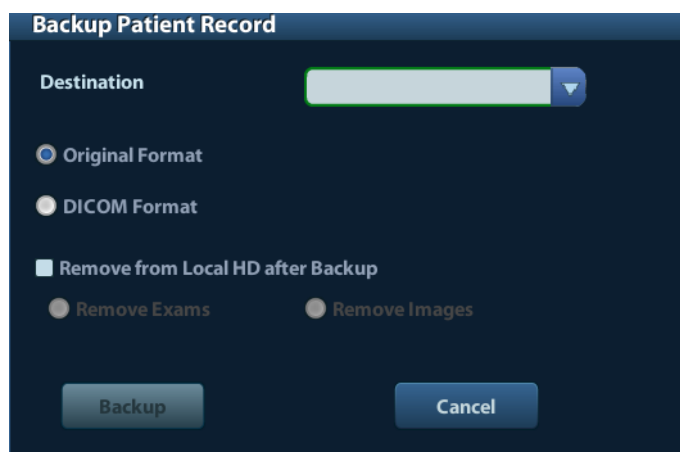 Backup Patient Record
Destination
Original Format
DICOM Format
Remove from Local HD after Backup
Remove Exams Remove Images
Backup Cancel